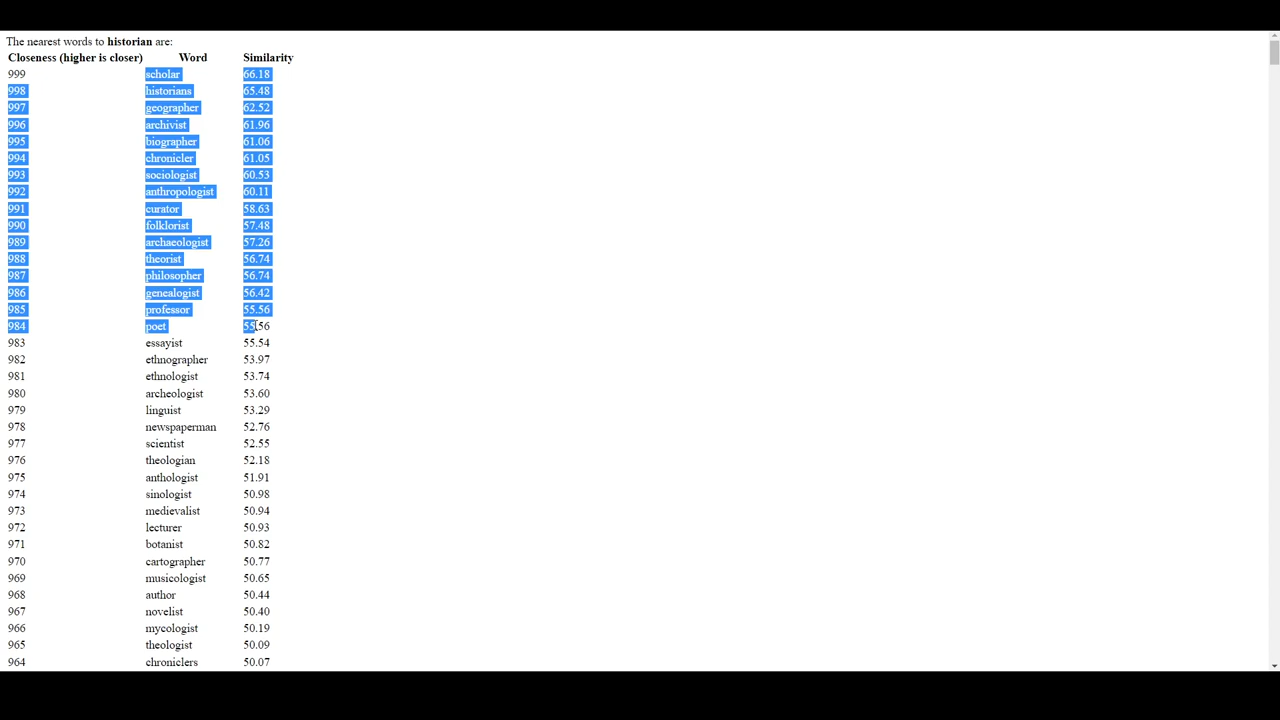 The nearest words to historian are:
Closeness (higher is closer) Word Similarity
999 scholar 66.18
998 historians 65.48
997 geographer 62.52
996 archivist 61.96
995 biographer 61.06
994 chronicler 61.05
993 sociologist 60.53
992 anthropologist 60.11
991 curator 58.63
990 folklorist 57.48
989 archaeologist 57.26
988 theorist 56.74
987 philosopher 56.74
986 genealogist 56.42
985 professor 55.56
984 poet 55.56
983 essayist 55.54
982 ethnographer 53.97
981 ethnologist 53.74
980 archeologist 53.60
979 linguist 53.29
978 newspaperman 52.76
977 scientist 52.55
976 theologian 52.18
975 anthologist 51.91
974 sinologist 50.98
973 medievalist 50.94
972 lecturer 50.93
971 botanist 50.82
970 cartographer 50.77
969 musicologist 50.65
968 author 50.44
967 novelist 50.40
966 mycologist 50.19
965 theologist 50.09
964 chroniclers 50.07